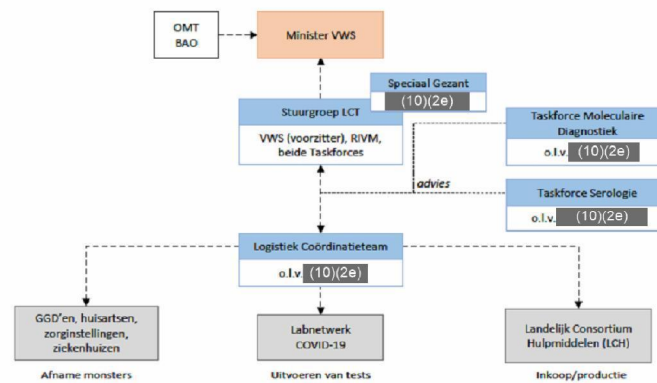 OMT
BAO
Minister VWS
Speciaal Gezant
(10)(2e)
Stuurgroep LCT
VWS (voorzitter), RIVM,
beide Taskforces
Taskforce Moleculaire
Diagnostiek
o.l.v. (10)(2e)
advies
Taskforce Serologie
o.l.v. (10)(2e)
Logistiek Coördinatieteam
o.l.v. (10)(2e)
GGD'en, huisartsen,
zorginstellingen,
ziekenhuizen
Afname monsters
Labnetwerk
COVID-19
Uitvoeren van tests
Landelijk Consortium
Hulpmiddelen (LCH)
Inkoop/productie